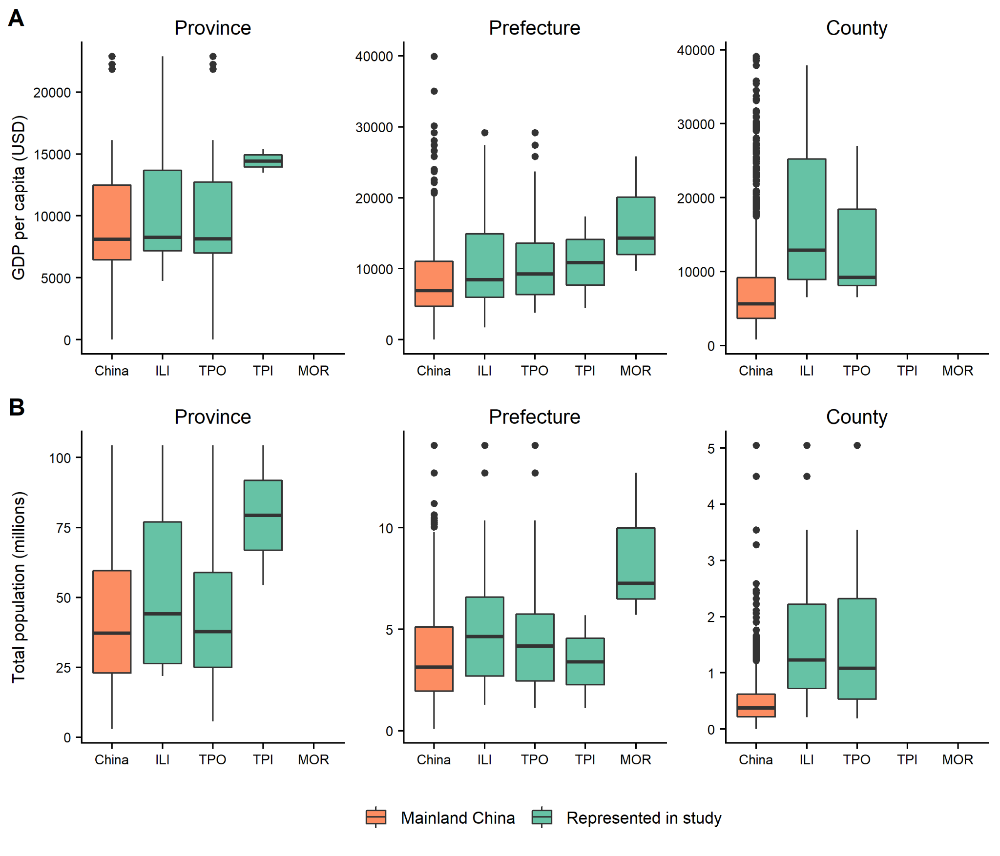 A
Province Prefecture County
GDP per capita (USD)
20000
15000
10000
5000
0
China ILI TPO TPI MOR
40000
30000
20000
10000
0
China ILI TPO TPI MOR
40000
30000
20000
10000
0
China ILI TPO TPI MOR
B
Province Prefecture County
Total population (millions)
100
75
50
25
0
China ILI TPO TPI MOR
10
5
0
China ILI TPO TPI MOR
5
4
3
2
1
0
China ILI TPO TPI MOR
Mainland China Represented in study